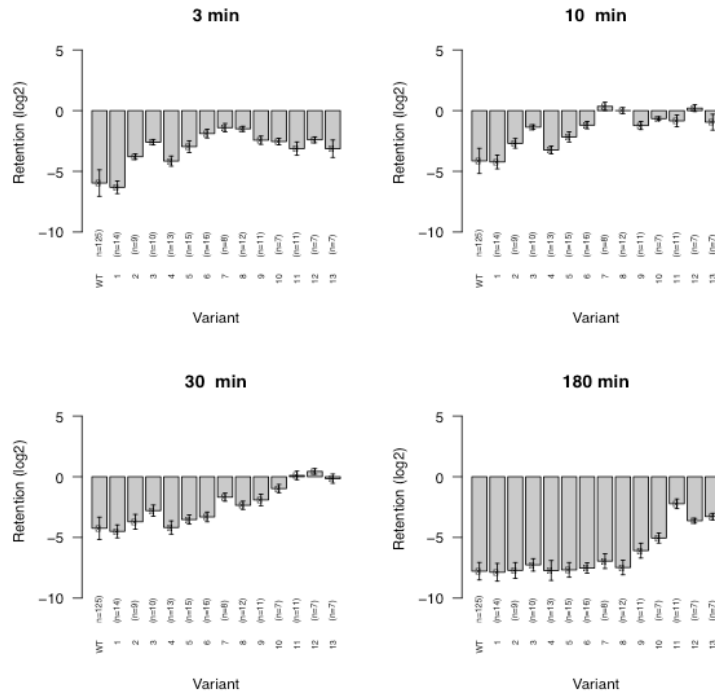 3 min
5
0
−5
−10
Retention (log2)
n=125) (n=14) (n=9) (n=10) (n=13) (n=15) (n=16) (n=8) (n=12) (n=11) (n=7) (n=11) (n=7) (n=7)
WT 1 2 3 4 5 6 7 8 9 10 11 12 13
Variant
10 min
5
0
−5
−10
Retention (log2)
n=125) (n=14) (n=9) (n=10) (n=13) (n=15) (n=16) (n=8) (n=12) (n=11) (n=7) (n=11) (n=7) (n=7)
WT 1 2 3 4 5 6 7 8 9 10 11 12 13
Variant
30 min
5
0
−5
−10
Retention (log2)
n=125) (n=14) (n=9) (n=10) (n=13) (n=15) (n=16) (n=8) (n=12) (n=11) (n=7) (n=11) (n=7) (n=7)
WT 1 2 3 4 5 6 7 8 9 10 11 12 13
Variant
180 min
5
0
−5
−10
Retention (log2)
n=125) (n=14) (n=9) (n=10) (n=13) (n=15) (n=16) (n=8) (n=12) (n=11) (n=7) (n=11) (n=7) (n=7)
WT 1 2 3 4 5 6 7 8 9 10 11 12 13
Variant